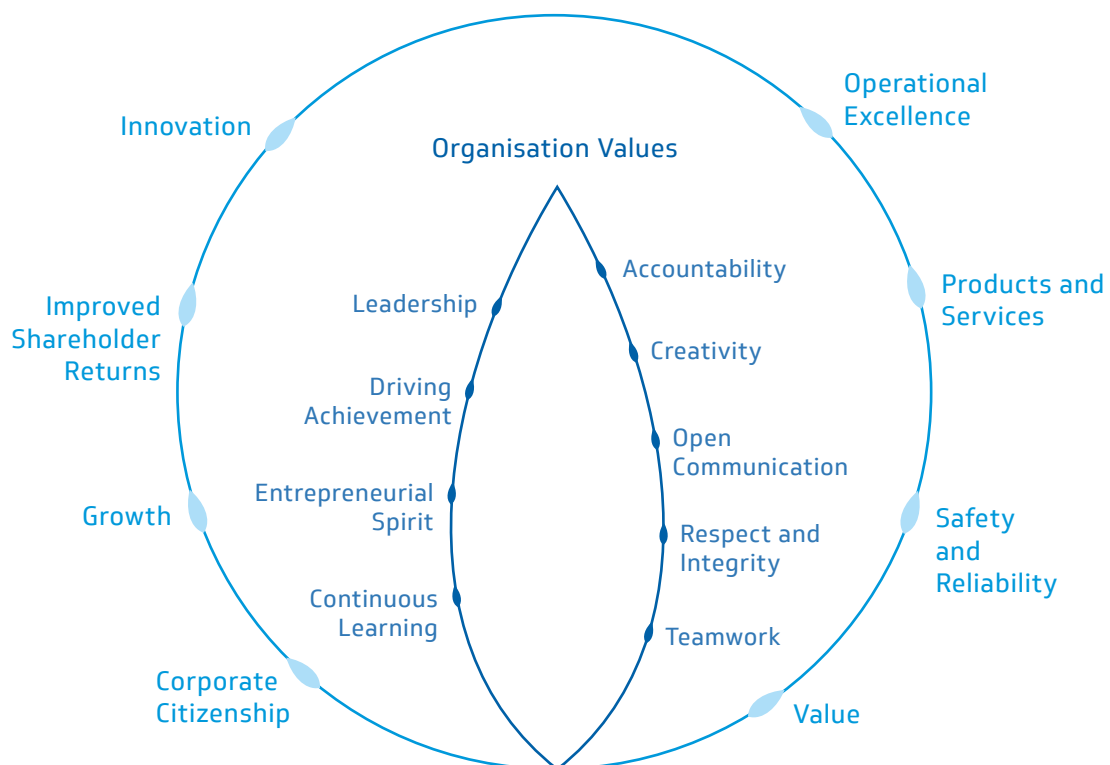 Operational
Excellence
Innovation
Organisation Values
Accountability
Products and
Services
Leadership
Improved
Shareholder
Returns
Creativity
Driving
Achievement
Open
Communication
Entrepreneurial
Spirit
Growth
Safety
and
Reliability
Respect and
Integrity
Continuous
Learning
Teamwork
Corporate
Citizenship
Value